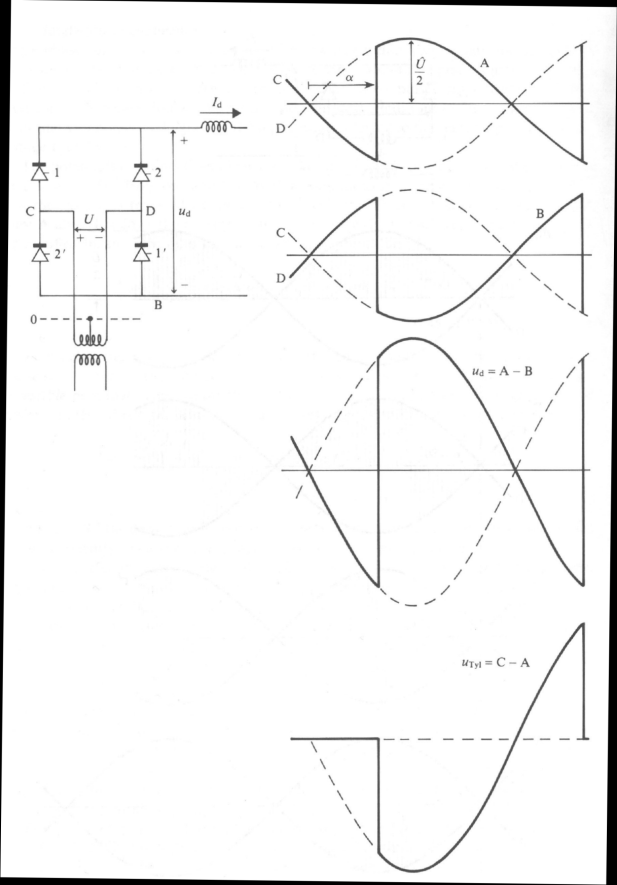 I_d
+
1
2
C
U
D
+ −
u_d
2'
1'
−
B
0
C
α
Û/2
A
D
C
B
D
u_d = A − B
u_Ty1 = C − A